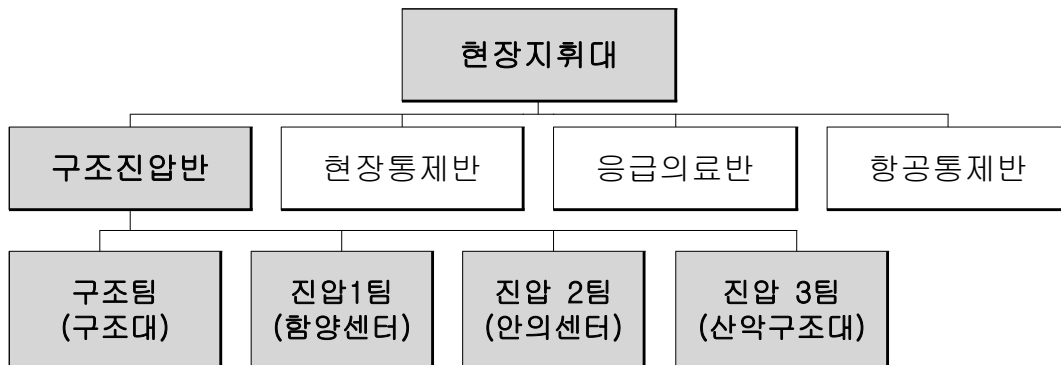 현장지휘대
구조진압반
현장통제반
응급의료반
항공통제반
구조팀
(구조대)
진압1팀
(함양센터)
진압 2팀
(안의센터)
진압 3팀
(산악구조대)